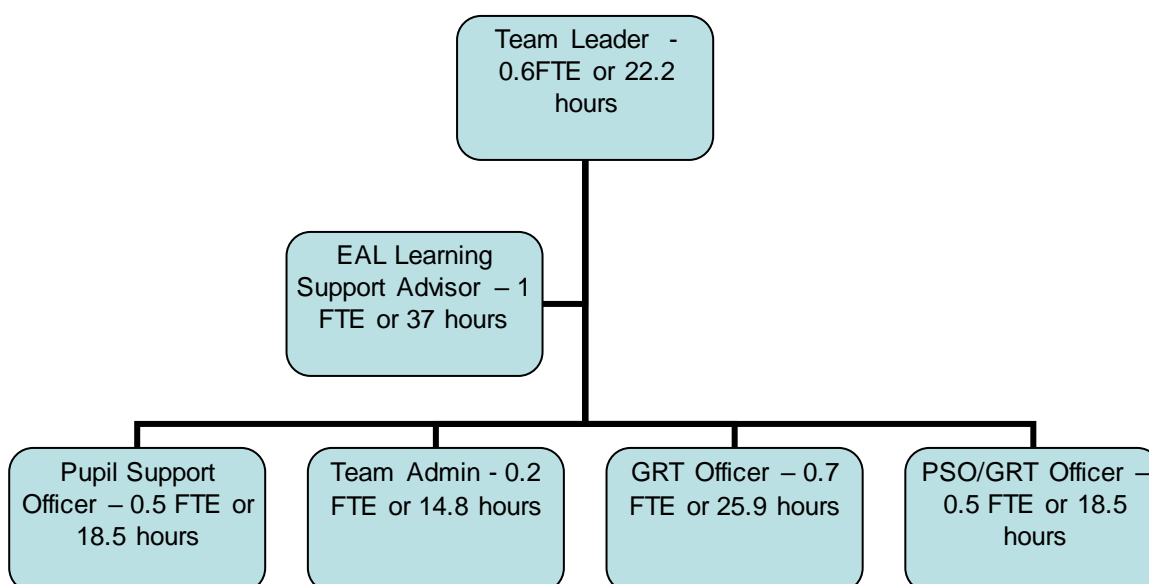 Team Leader -
0.6FTE or 22.2
hours
EAL Learning
Support Advisor – 1
FTE or 37 hours
Pupil Support
Officer – 0.5 FTE or
18.5 hours
Team Admin - 0.2
FTE or 14.8 hours
GRT Officer – 0.7
FTE or 25.9 hours
PSO/GRT Officer –
0.5 FTE or 18.5
hours